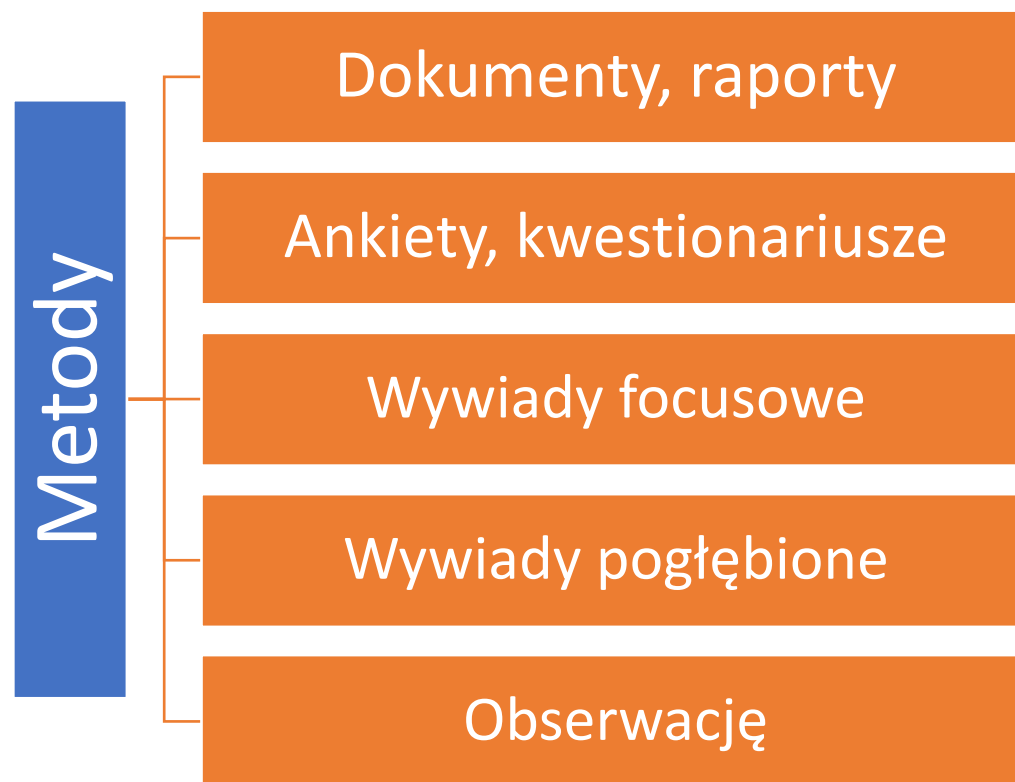 Metody
Dokumenty, raporty
Ankiety, kwestionariusze
Wywiady focusowe
Wywiady pogłębione
Obserwację